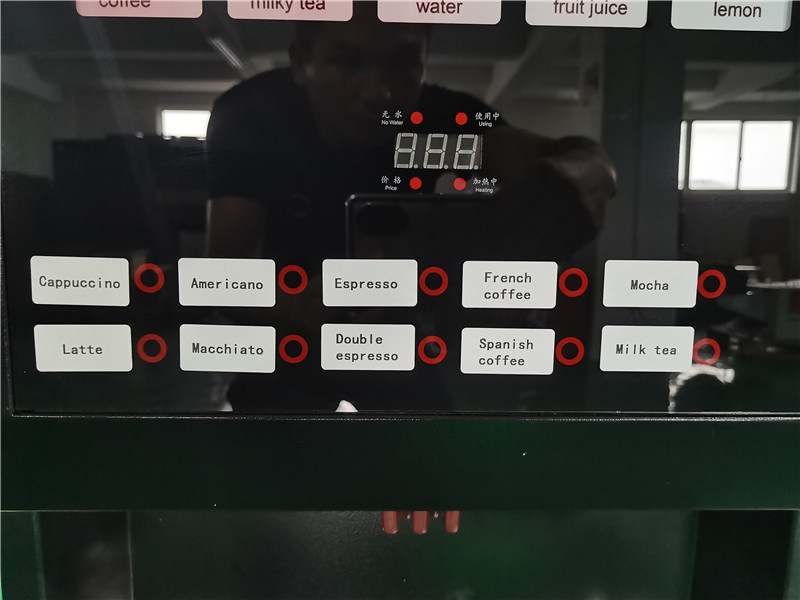 coffee
milky tea
water
fruit juice
lemon
无水
No Water
使用中
Using
价格
Price
加热中
Heating
Cappuccino
Americano
Espresso
French
coffee
Mocha
Latte
Macchiato
Double
espresso
Spanish
coffee
Milk tea